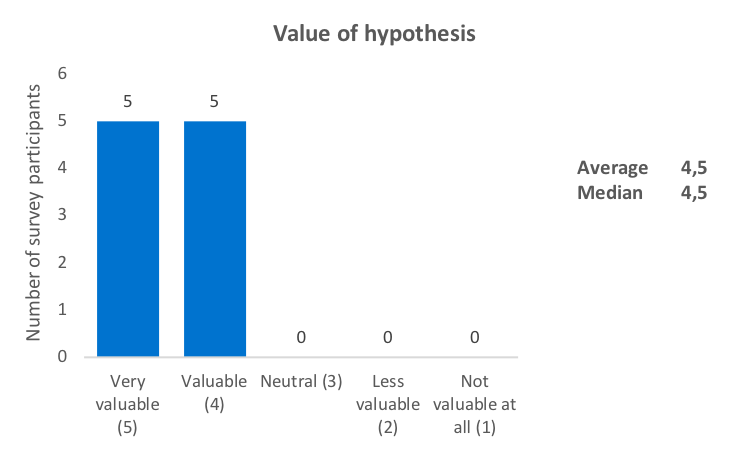 Value of hypothesis
Number of survey participants
6
5
4
3
2
1
0
5
5
0
0
0
Very
valuable
(5)
Valuable
(4)
Neutral (3)
Less
valuable
(2)
Not
valuable at
all (1)
Average 4,5
Median 4,5